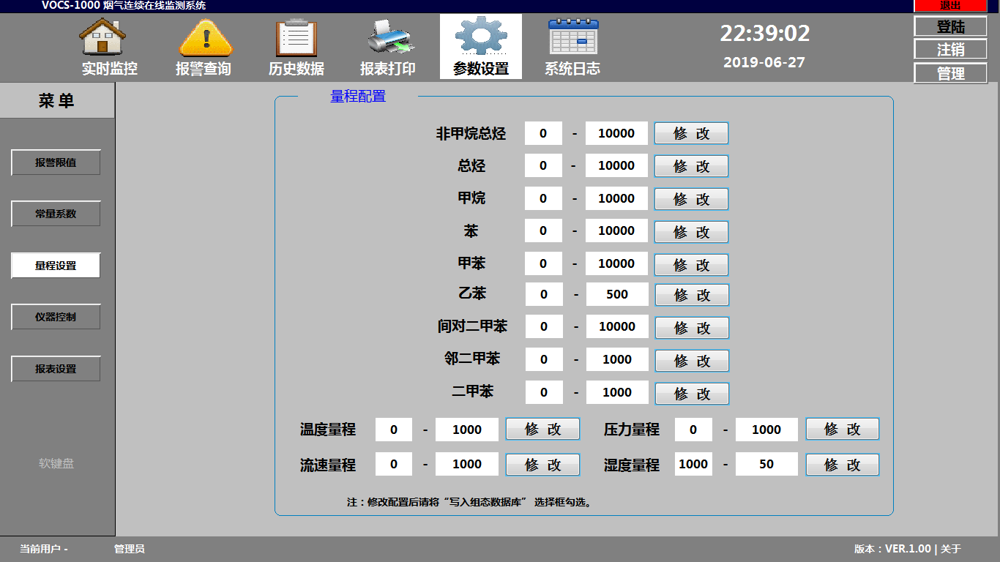 VOCS-1000 烟气连续在线监测系统
退出
实时监控
报警查询
历史数据
报表打印
参数设置
系统日志
22:39:02
2019-06-27
登陆
注销
管理
菜 单
报警限值
常量系数
量程设置
仪器控制
报表设置
软键盘
量程配置
非甲烷总烃 0 - 10000 修 改
总烃 0 - 10000 修 改
甲烷 0 - 10000 修 改
苯 0 - 10000 修 改
甲苯 0 - 10000 修 改
乙苯 0 - 500 修 改
间对二甲苯 0 - 10000 修 改
邻二甲苯 0 - 1000 修 改
二甲苯 0 - 1000 修 改
温度量程 0 - 1000 修 改 压力量程 0 - 1000 修 改
流速量程 0 - 1000 修 改 湿度量程 1000 - 50 修 改
注：修改配置后请将“写入组态数据库” 选择框勾选。
当前用户 - 管理员 版本：VER.1.00 | 关于